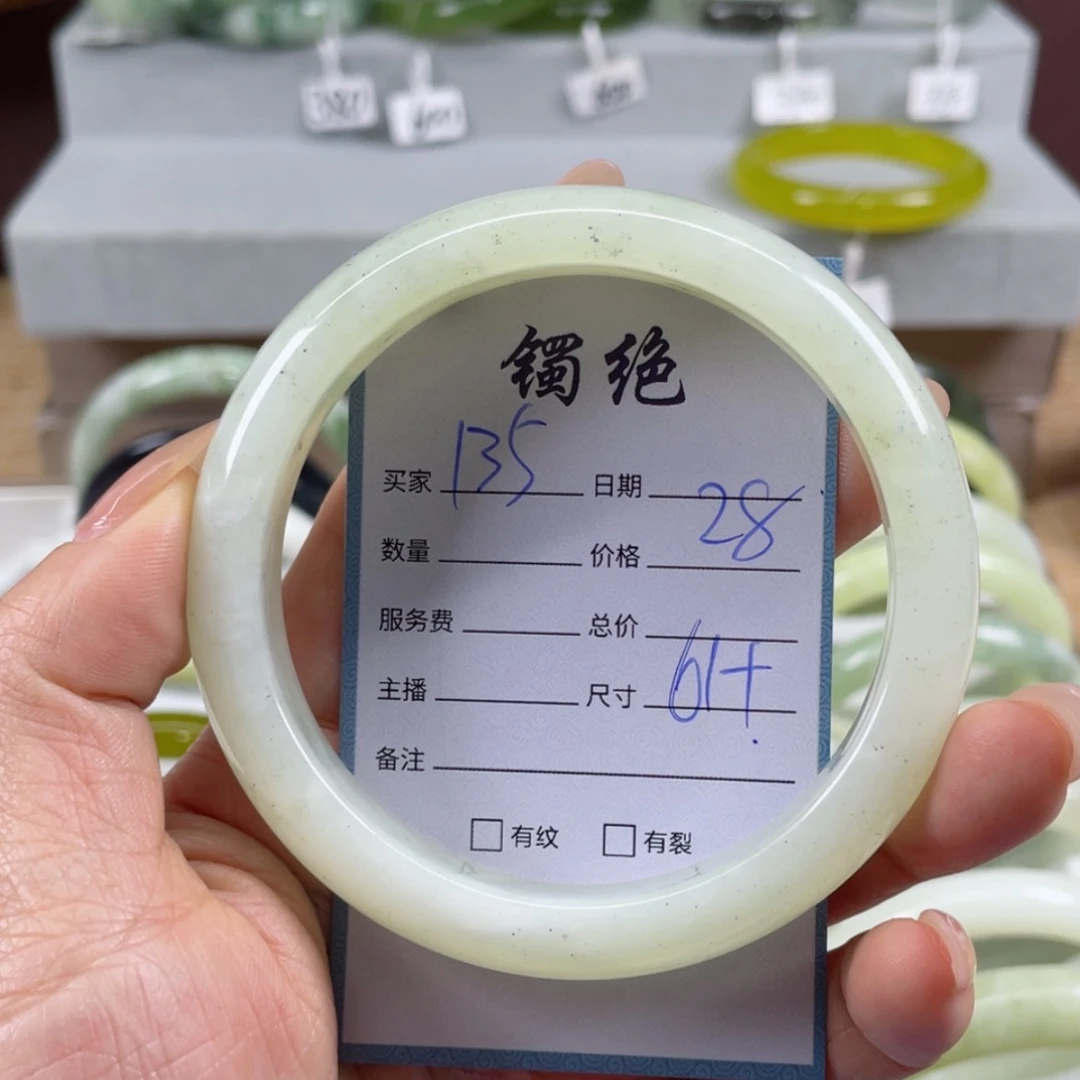 镯绝
买家 135 日期
数量 价格 28
服务费 总价
主播 尺寸 61+
备注
有纹 有裂